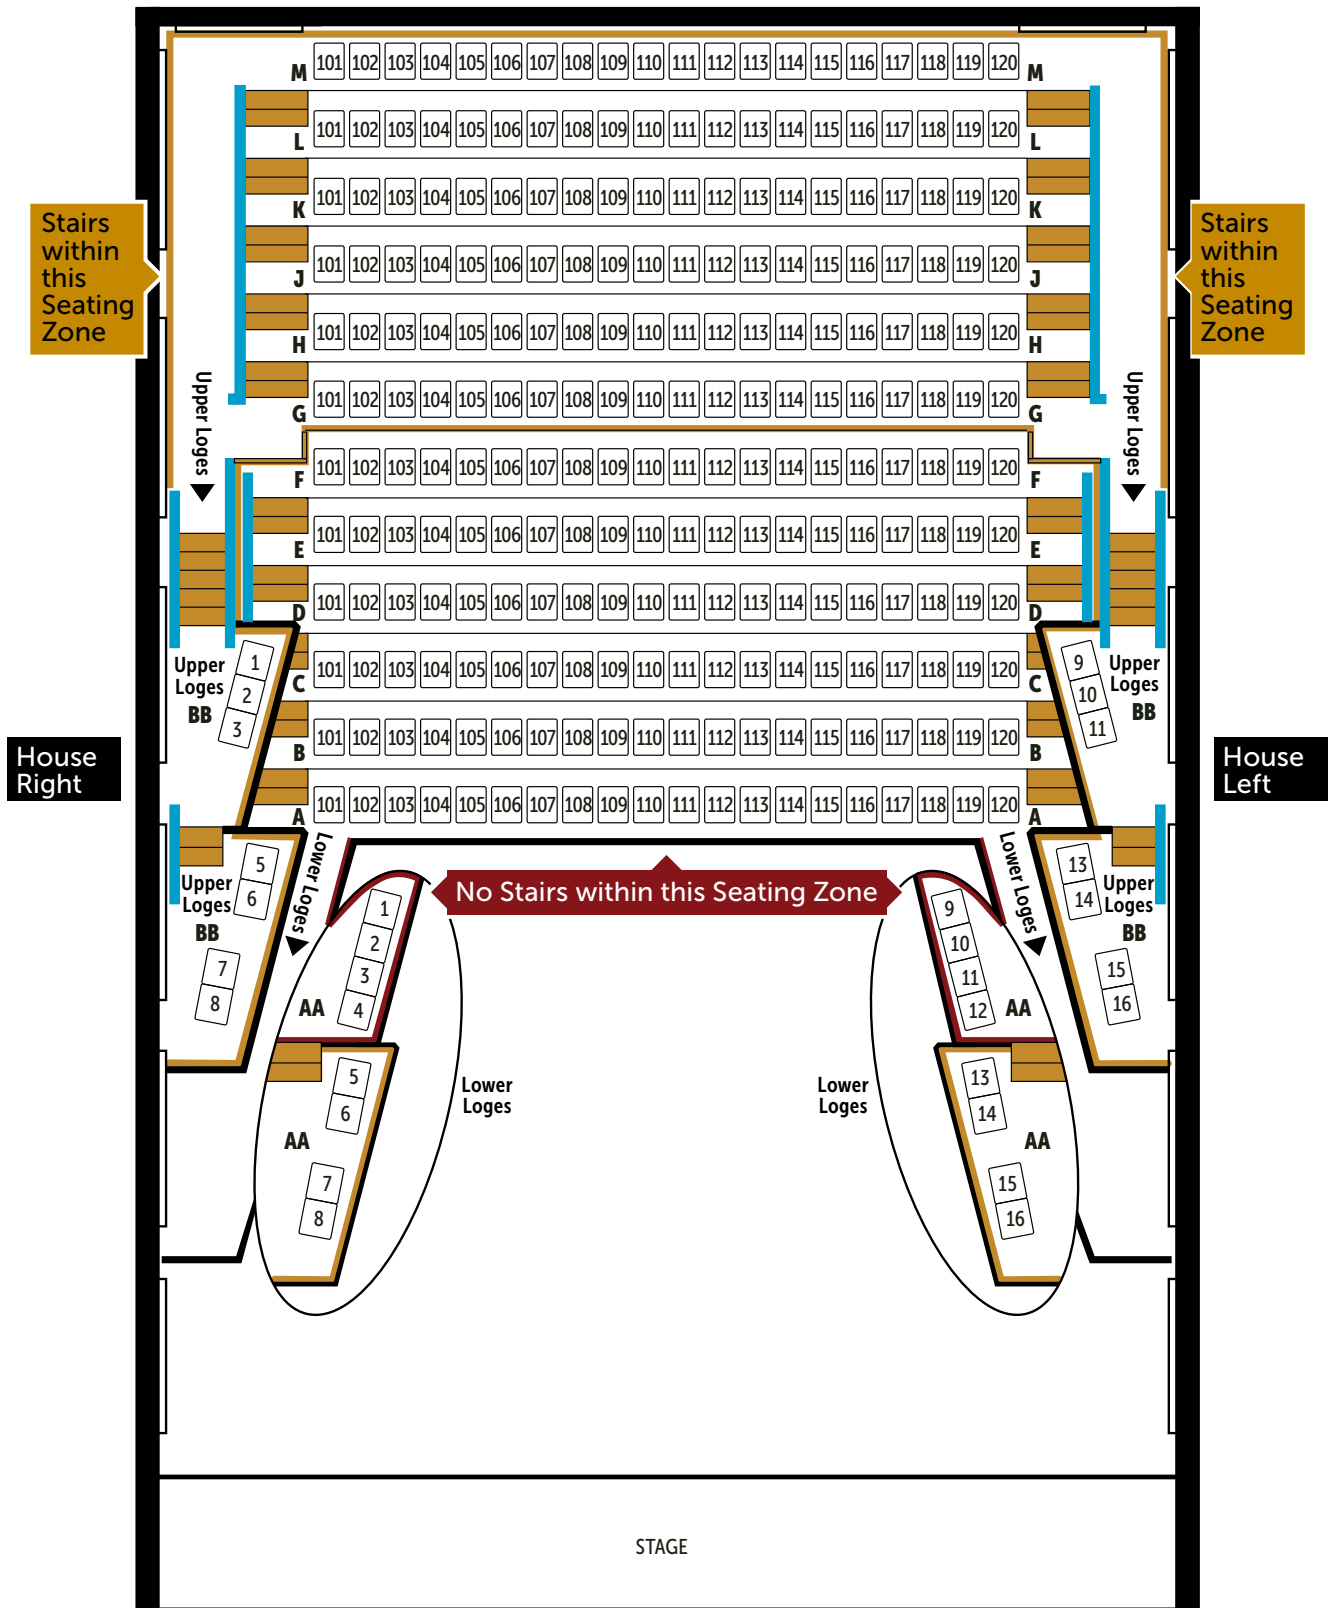 M 101 102 103 104 105 106 107 108 109 110 111 112 113 114 115 116 117 118 119 120 M
L 101 102 103 104 105 106 107 108 109 110 111 112 113 114 115 116 117 118 119 120 L
K 101 102 103 104 105 106 107 108 109 110 111 112 113 114 115 116 117 118 119 120 K
Stairs
within
this
Seating
Zone
Stairs
within
this
Seating
Zone
J 101 102 103 104 105 106 107 108 109 110 111 112 113 114 115 116 117 118 119 120 J
H 101 102 103 104 105 106 107 108 109 110 111 112 113 114 115 116 117 118 119 120 H
G 101 102 103 104 105 106 107 108 109 110 111 112 113 114 115 116 117 118 119 120 G
Upper Loges
Upper Loges
F 101 102 103 104 105 106 107 108 109 110 111 112 113 114 115 116 117 118 119 120 F
E 101 102 103 104 105 106 107 108 109 110 111 112 113 114 115 116 117 118 119 120 E
D 101 102 103 104 105 106 107 108 109 110 111 112 113 114 115 116 117 118 119 120 D
C 101 102 103 104 105 106 107 108 109 110 111 112 113 114 115 116 117 118 119 120 C
Upper
Loges
BB
1
2
3
9
10
11
Upper
Loges
BB
B 101 102 103 104 105 106 107 108 109 110 111 112 113 114 115 116 117 118 119 120 B
House
Right
House
Left
A 101 102 103 104 105 106 107 108 109 110 111 112 113 114 115 116 117 118 119 120 A
Upper
Loges
BB
5
6
7
8
Lower Loges
No Stairs within this Seating Zone
Lower Loges
13
14
15
16
Upper
Loges
BB
1
2
3
4
AA
9
10
11
12
AA
5
6
7
8
AA
Lower
Loges
Lower
Loges
13
14
15
16
AA
STAGE